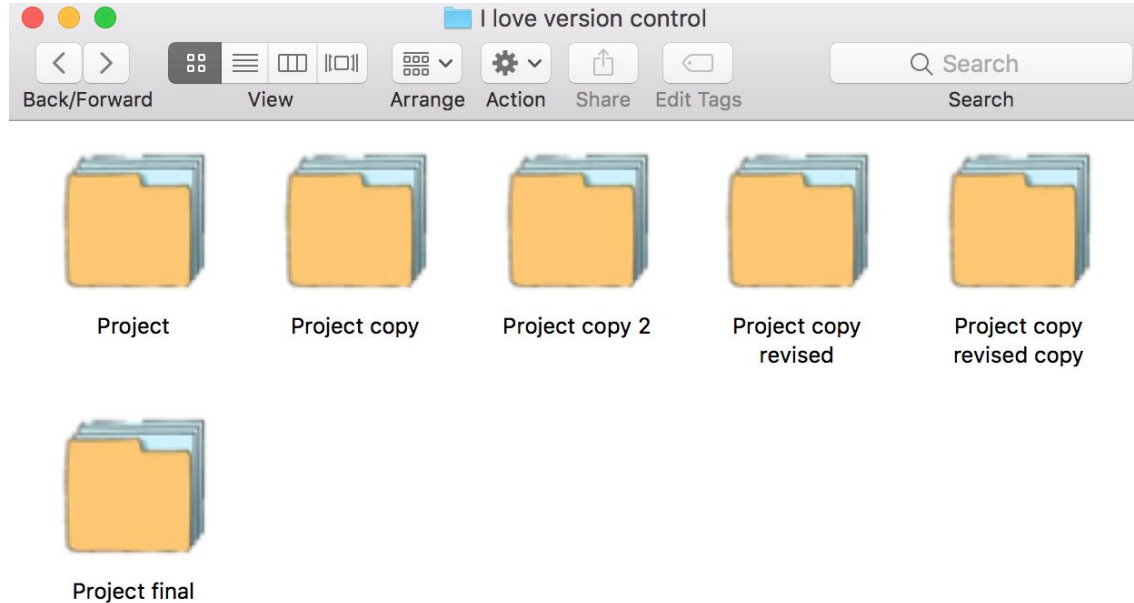 I love version control
Back/Forward View Arrange Action Share Edit Tags Search
Search
Project
Project copy
Project copy 2
Project copy
revised
Project copy
revised copy
Project final